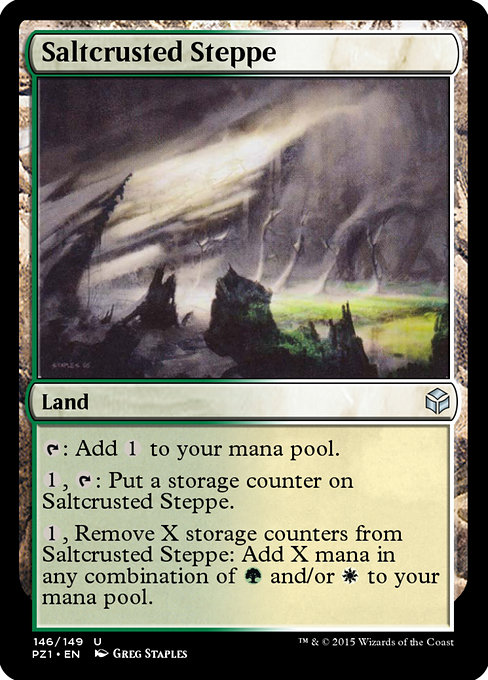 Saltcrusted Steppe
STAPLES 05
Land
: Add 1 to your mana pool.
1, : Put a storage counter on
Saltcrusted Steppe.
1, Remove X storage counters from
Saltcrusted Steppe: Add X mana in
any combination of and/or to your
mana pool.
146/149 U
PZ1 • EN Greg Staples
™ & © 2015 Wizards of the Coast